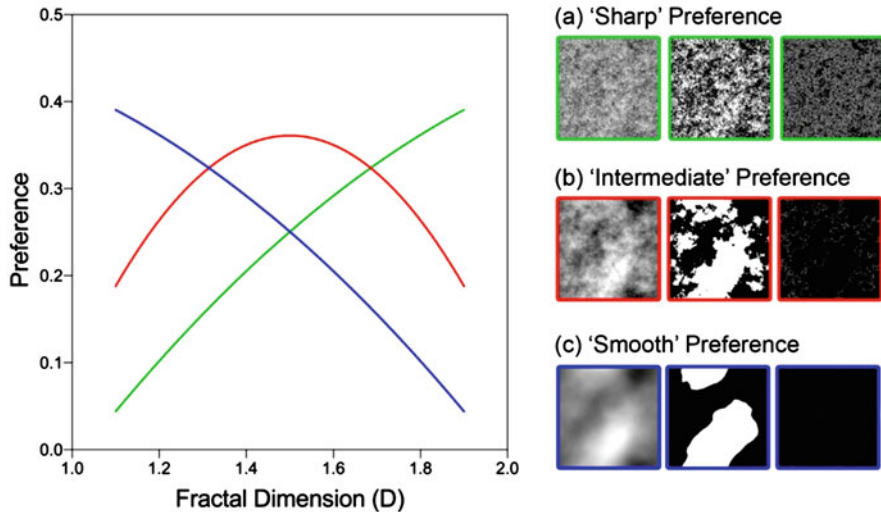 0.5
0.4
0.3
0.2
0.1
0.0
Preference
1.0 1.2 1.4 1.6 1.8 2.0
Fractal Dimension (D)
(a) ‘Sharp’ Preference
(b) ‘Intermediate’ Preference
(c) ‘Smooth’ Preference